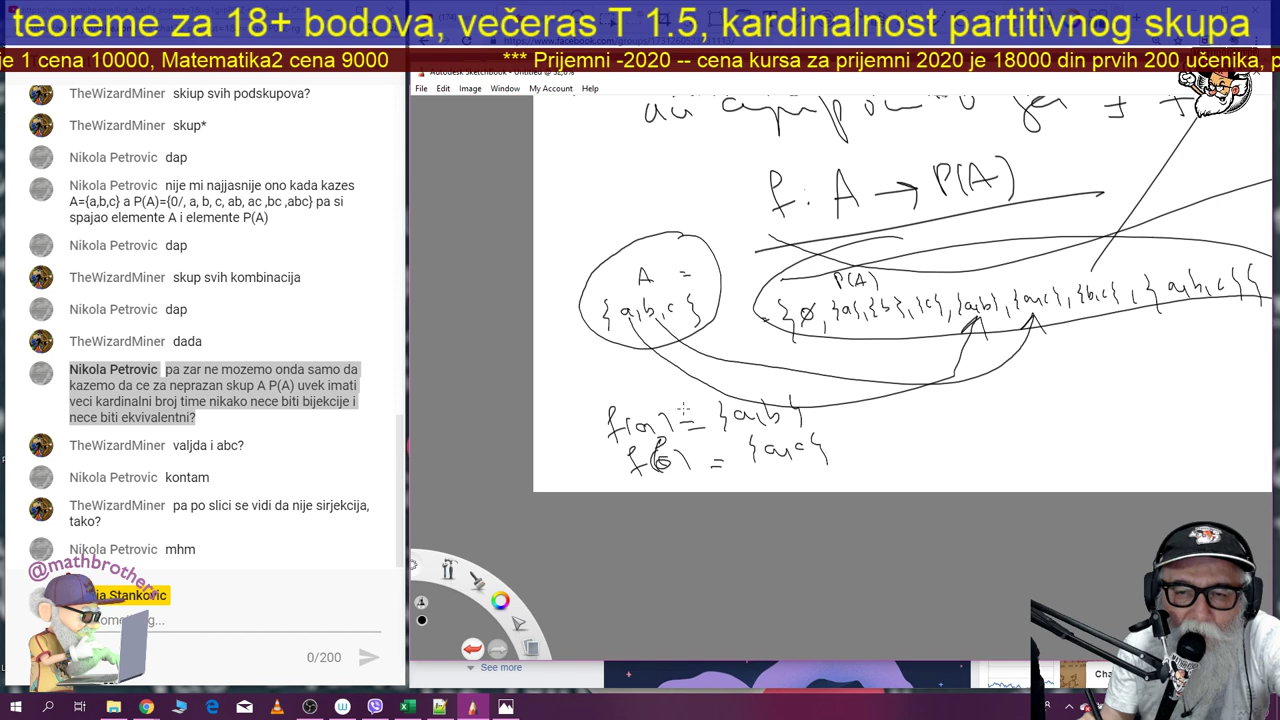 teoreme za 18+ bodova, večeras T 1.5, kardinalnost partitivnog skupa
je 1 cena 10000, Matematika2 cena 9000
*** Prijemni -2020 -- cena kursa za prijemni 2020 je 18000 din prvih 200 učenika, p
TheWizardMiner skiup svih podskupova?
TheWizardMiner skup*
Nikola Petrovic dap
Nikola Petrovic nije mi najjasnije ono kada kazes
A={a,b,c} a P(A)={0/, a, b, c, ab, ac ,bc ,abc} pa si
spajao elemente A i elemente P(A)
Nikola Petrovic dap
TheWizardMiner skup svih kombinacija
Nikola Petrovic dap
TheWizardMiner dada
Nikola Petrovic pa zar ne mozemo onda samo da
kazemo da ce za neprazan skup A P(A) uvek imati
veci kardinalni broj time nikako nece biti bijekcije i
nece biti ekvivalentni?
TheWizardMiner valjda i abc?
Nikola Petrovic kontam
TheWizardMiner pa po slici se vidi da nije sirjekcija,
tako?
Nikola Petrovic mhm
@mathbrothers
Stankovic
0/200
File Edit Image Window My Account Help
f : A → P(A)
A =
{ a,b,c }
P(A)
= { ∅, {a},{b},{c},{a,b},{a,c},{b,c},{a,b,c}}
f(a) = {a,b}
f(b) = {a,c}
See more
Cha